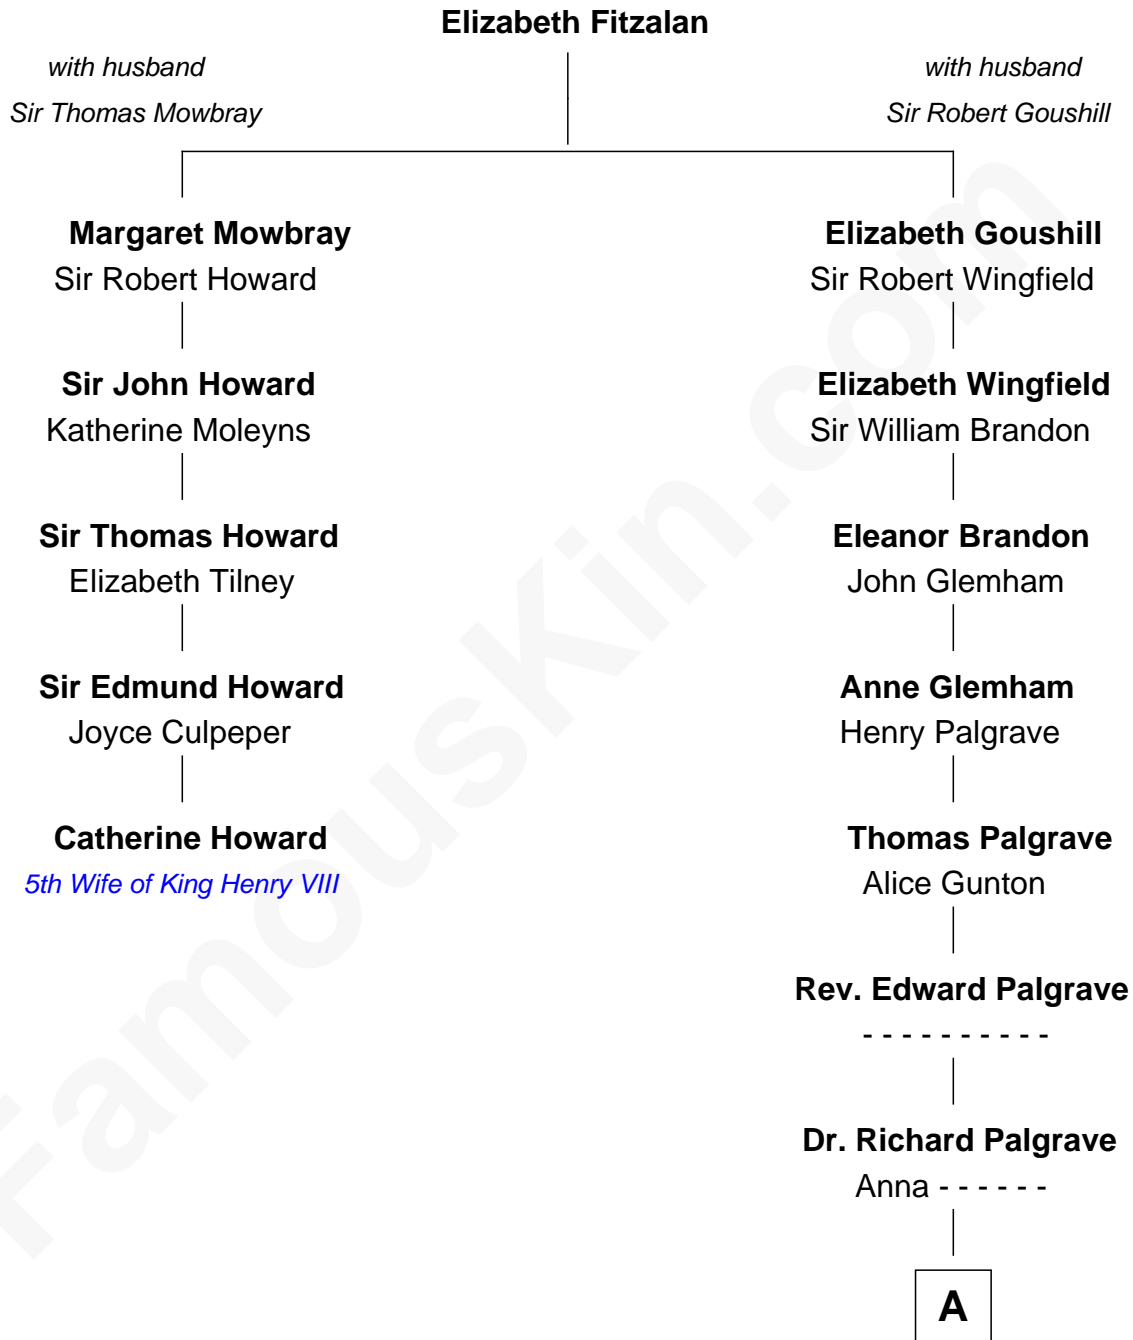 Elizabeth Fitzalan
with husband
Sir Thomas Mowbray
with husband
Sir Robert Goushill
Margaret Mowbray
Sir Robert Howard
Elizabeth Goushill
Sir Robert Wingfield
Sir John Howard
Katherine Moleyns
Elizabeth Wingfield
Sir William Brandon
Sir Thomas Howard
Elizabeth Tilney
Eleanor Brandon
John Glemham
Sir Edmund Howard
Joyce Culpeper
Anne Glemham
Henry Palgrave
Catherine Howard
5th Wife of King Henry VIII
Thomas Palgrave
Alice Gunton
Rev. Edward Palgrave
- - - - - - - - - -
Dr. Richard Palgrave
Anna - - - - - -
A
FamousKin.com